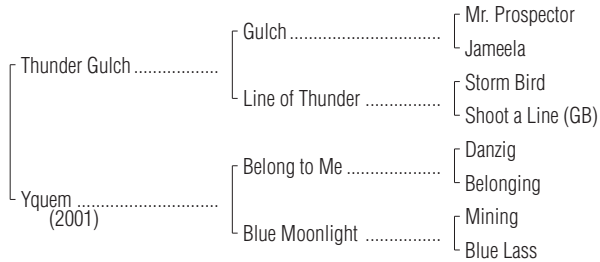 Mr. Prospector
Gulch
Jameela
Thunder Gulch
Storm Bird
Line of Thunder
Shoot a Line (GB)
Danzig
Belong to Me
Belonging
Yquem
(2001)
Mining
Blue Moonlight
Blue Lass